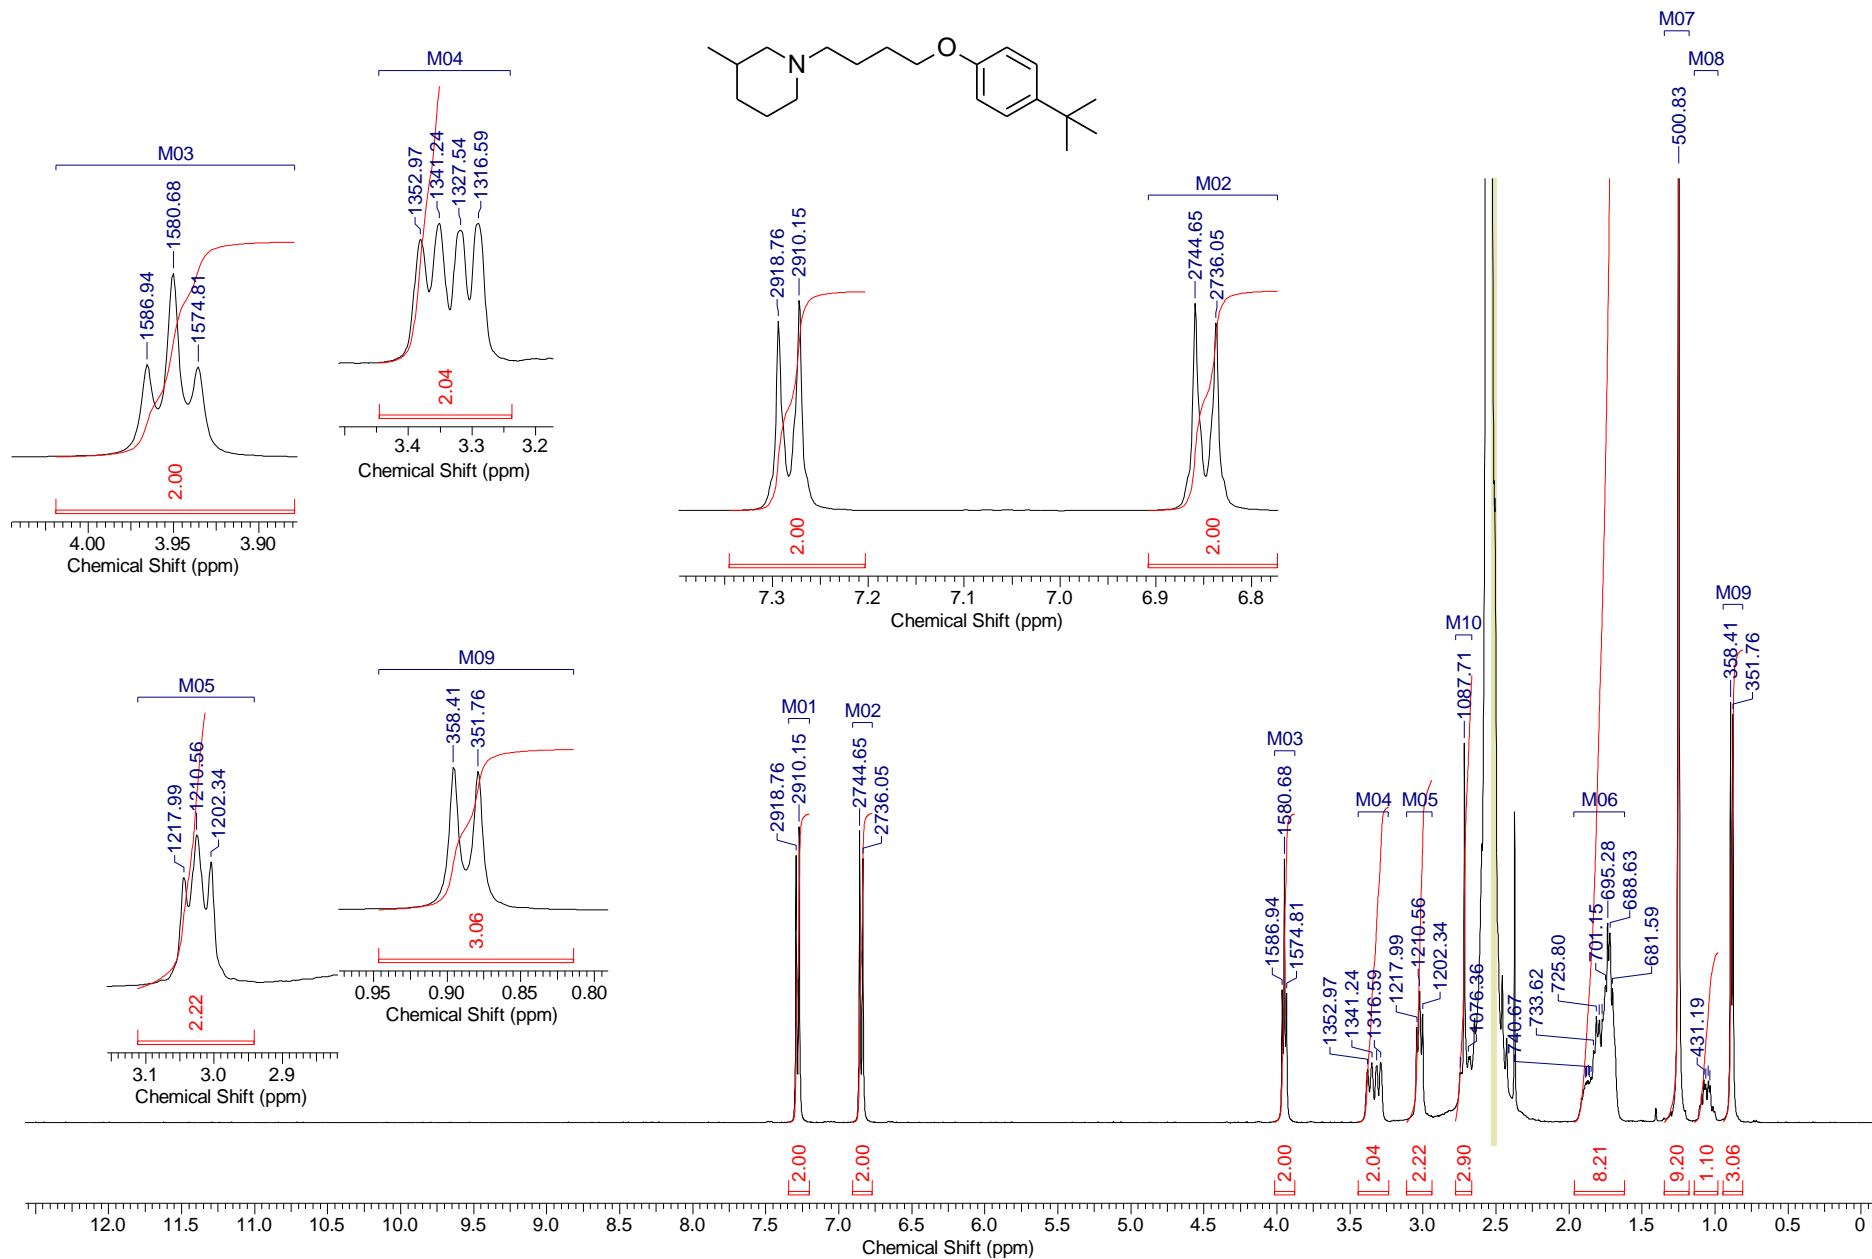 M07
M08
500.83
N
O
M04
1352.97
1341.24
1327.54
1316.59
2.04
3.4 3.3 3.2
Chemical Shift (ppm)
M03
1586.94
1580.68
1574.81
2.00
4.00 3.95 3.90
Chemical Shift (ppm)
M02
2918.76
2910.15
2744.65
2736.05
2.00
2.00
7.3 7.2 7.1 7.0 6.9 6.8
Chemical Shift (ppm)
M05
1217.99
1210.56
1202.34
2.22
3.1 3.0 2.9
Chemical Shift (ppm)
M09
358.41
351.76
3.06
0.95 0.90 0.85 0.80
Chemical Shift (ppm)
M01
2918.76
2910.15
M02
2744.65
2736.05
M03
1586.94
1580.68
1574.81
M04
1352.97
1341.24
1316.59
M05
1217.99
1210.56
1202.34
M10
1087.71
1076.36
M06
740.67
733.62
725.80
701.15
695.28
688.63
681.59
431.19
M09
358.41
351.76
2.00 2.00 2.00 2.04 2.22 2.90 8.21 9.20 1.10 3.06
12.0 11.5 11.0 10.5 10.0 9.5 9.0 8.5 8.0 7.5 7.0 6.5 6.0 5.5 5.0 4.5 4.0 3.5 3.0 2.5 2.0 1.5 1.0 0.5 0
Chemical Shift (ppm)